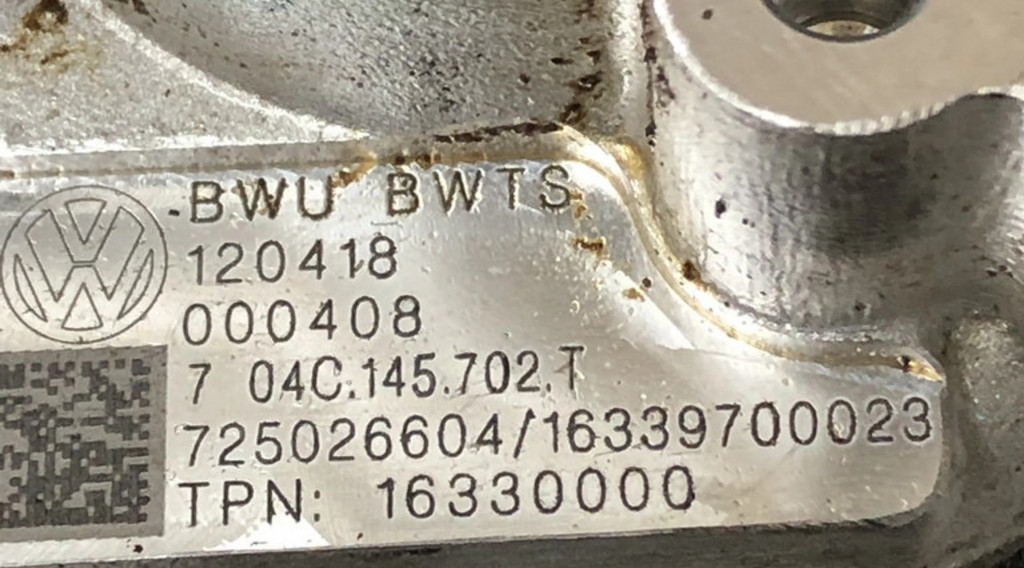 BWU BWTS
120418
000408
7 04C.145.702.T
725026604/16339700023
TPN: 16330000